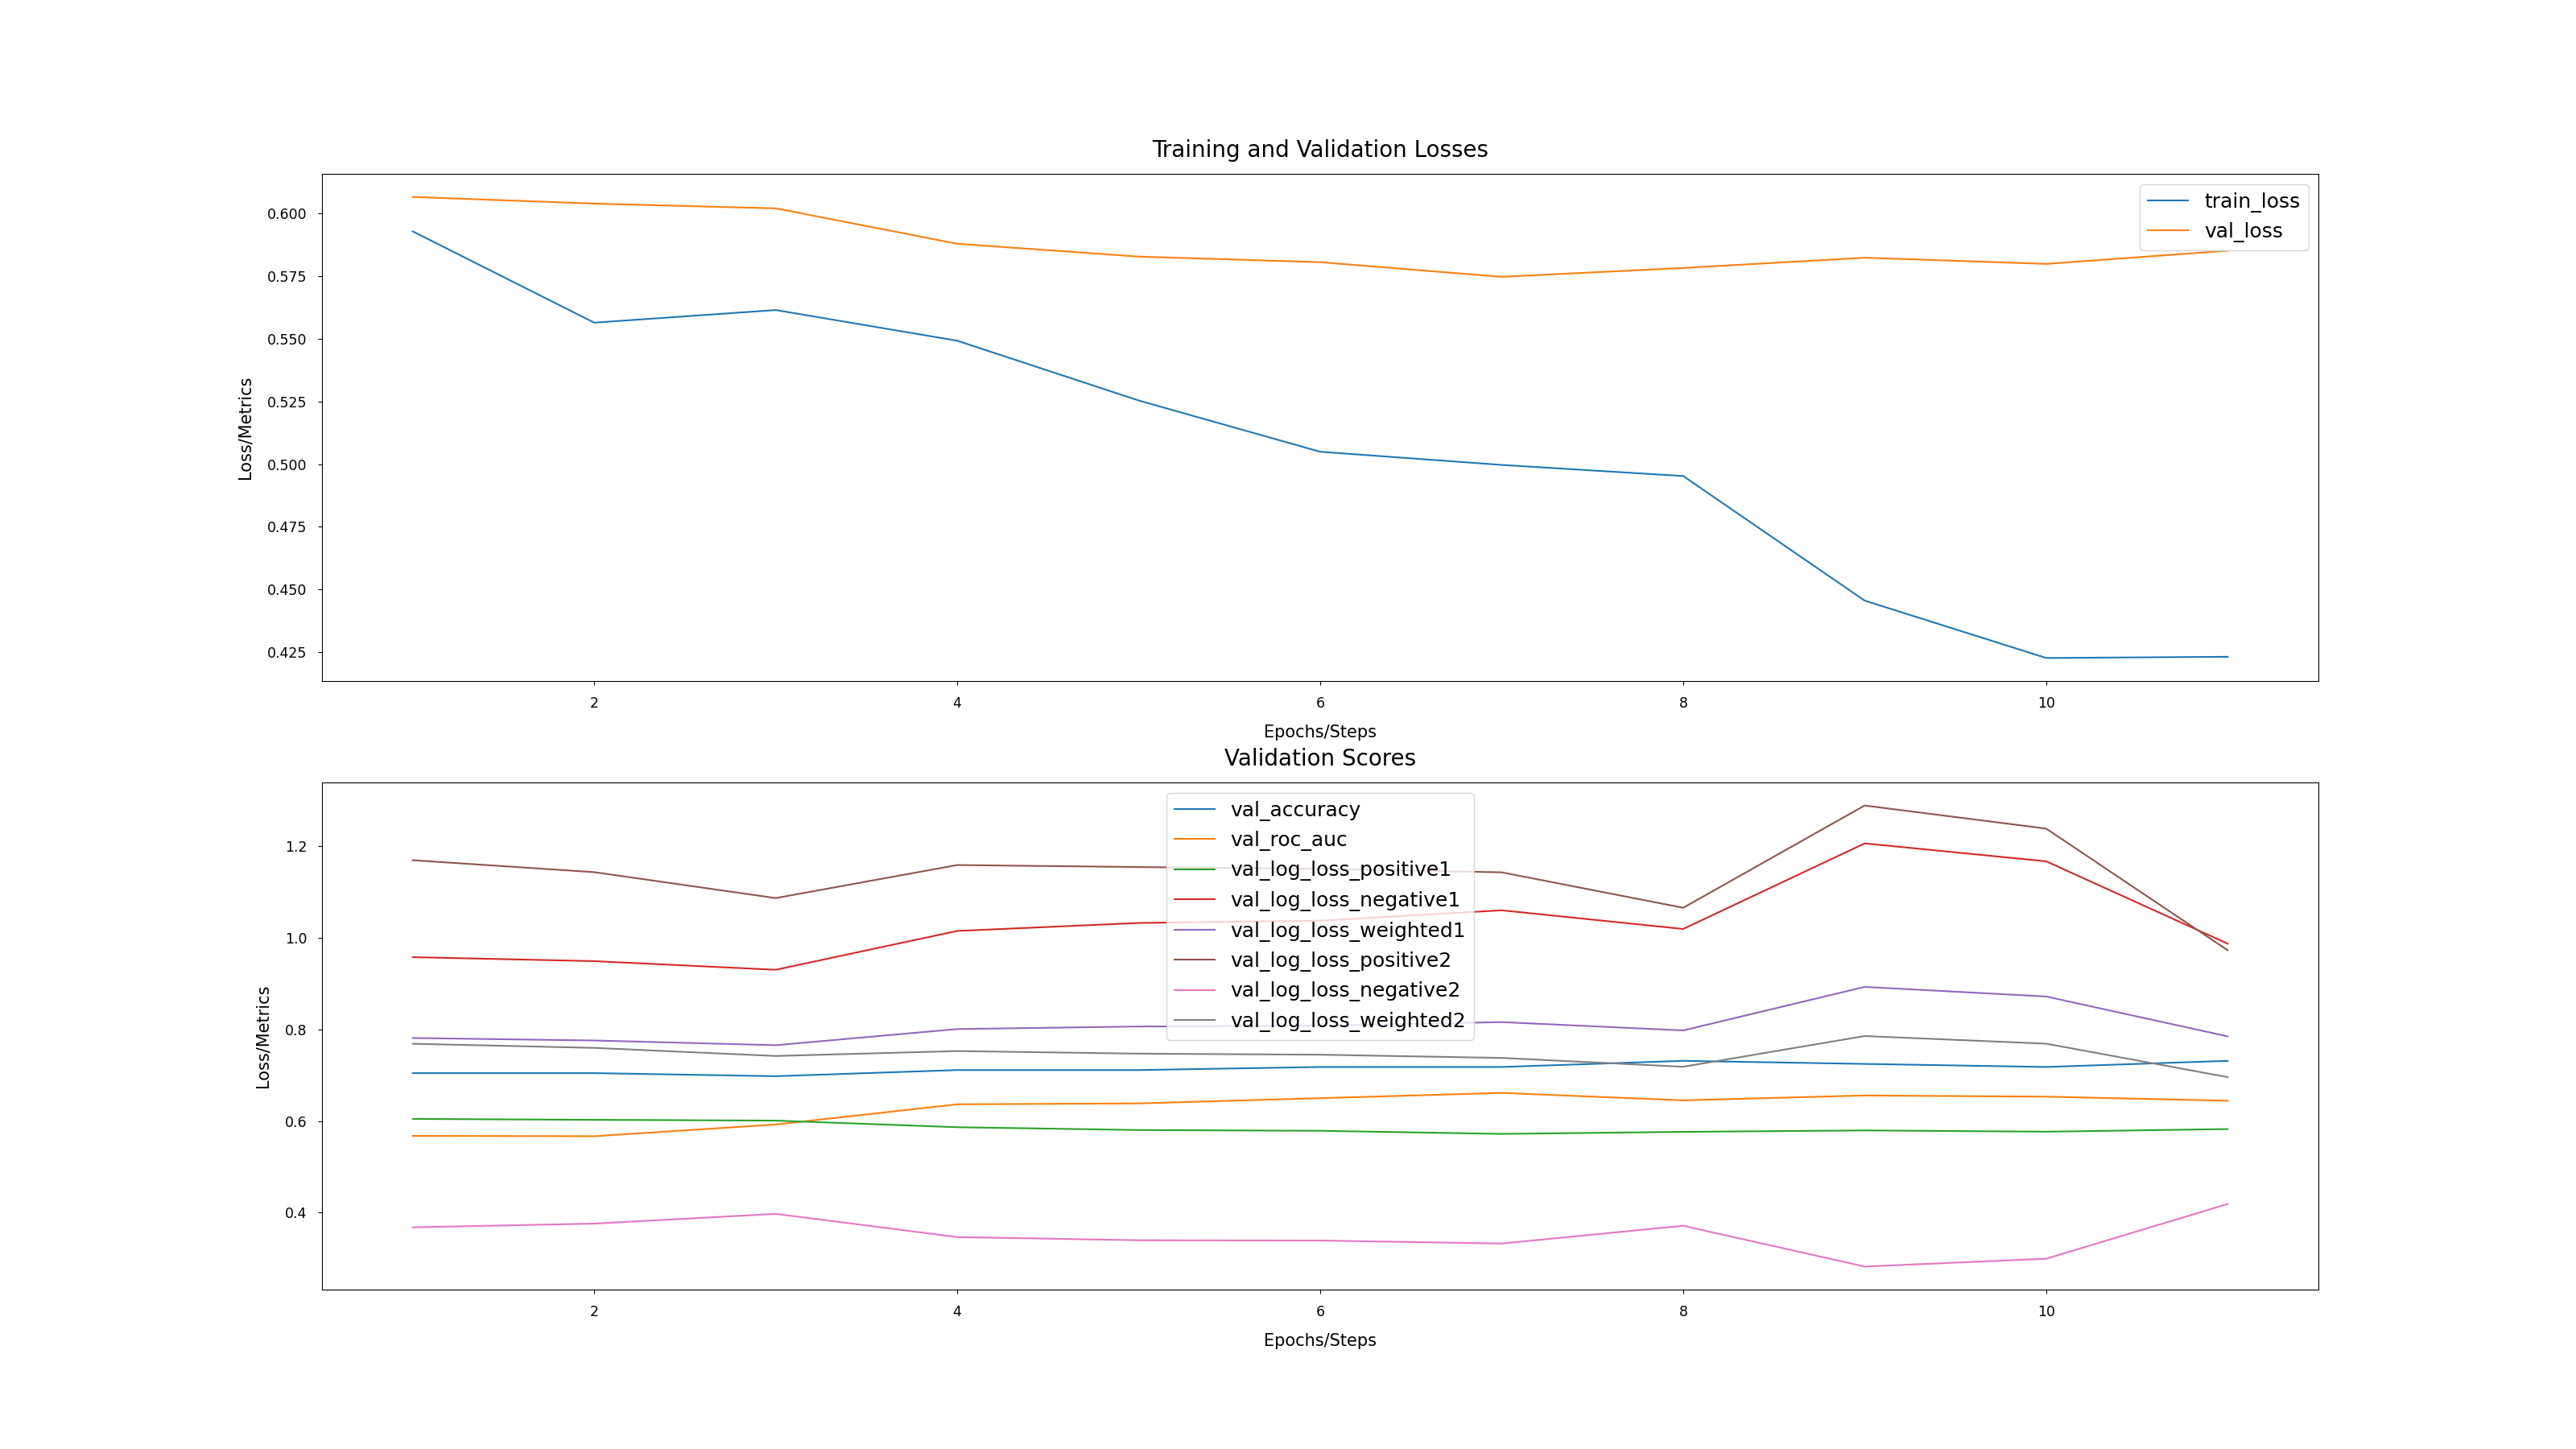 Training and Validation Losses
train_loss
val_loss
0.600
0.575
0.550
0.525
0.500
0.475
0.450
0.425
Loss/Metrics
2 4 6 8 10
Epochs/Steps
Validation Scores
val_accuracy
val_roc_auc
val_log_loss_positive1
val_log_loss_negative1
val_log_loss_weighted1
val_log_loss_positive2
val_log_loss_negative2
val_log_loss_weighted2
1.2
1.0
0.8
0.6
0.4
Loss/Metrics
2 4 6 8 10
Epochs/Steps